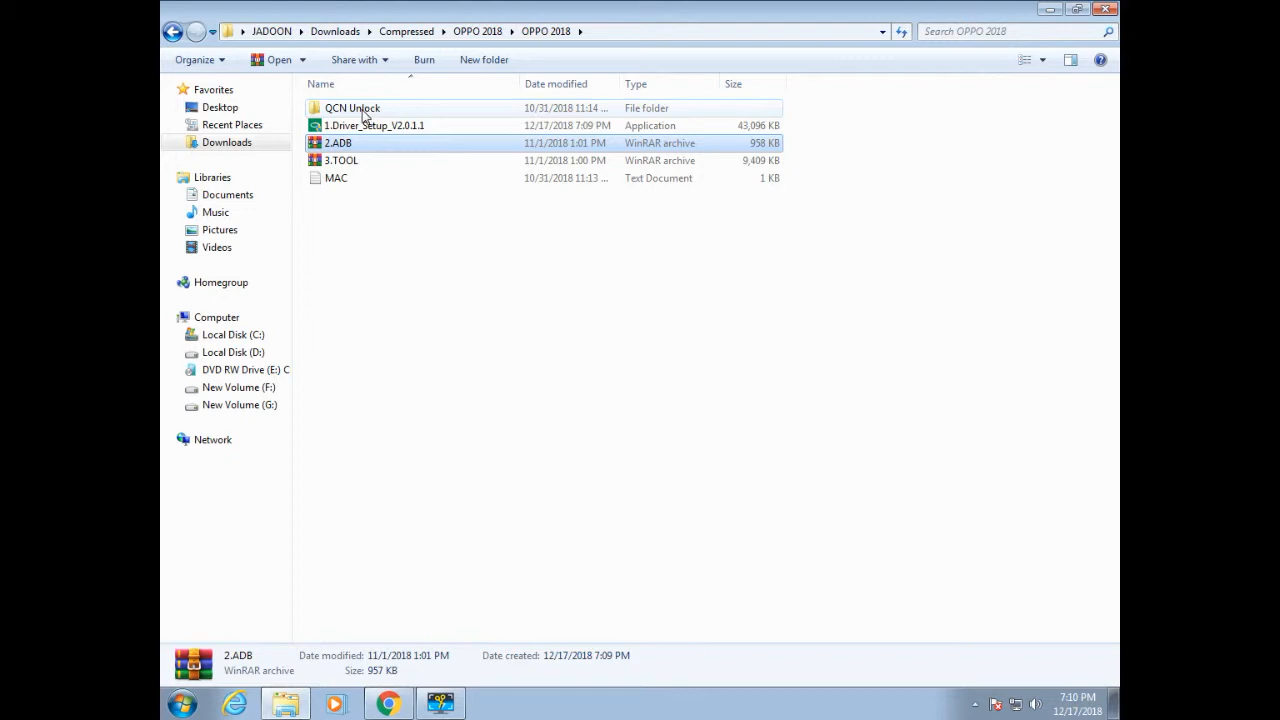 JADOON Downloads Compressed OPPO 2018 OPPO 2018 Search OPPO 2018
Organize Open Share with Burn New folder
Name Date modified Type Size
Favorites
Desktop
Recent Places
Downloads
Libraries
Documents
Music
Pictures
Videos
Homegroup
Computer
Local Disk (C:)
Local Disk (D:)
DVD RW Drive (E:) C
New Volume (F:)
New Volume (G:)
Network
QCN Unlock 10/31/2018 11:14 ... File folder
1.Driver_Setup_V2.0.1.1 12/17/2018 7:09 PM Application 43,096 KB
2.ADB 11/1/2018 1:01 PM WinRAR archive 958 KB
3.TOOL 11/1/2018 1:00 PM WinRAR archive 9,409 KB
MAC 10/31/2018 11:13 ... Text Document 1 KB
2.ADB Date modified: 11/1/2018 1:01 PM Date created: 12/17/2018 7:09 PM
WinRAR archive Size: 957 KB
7:10 PM
12/17/2018